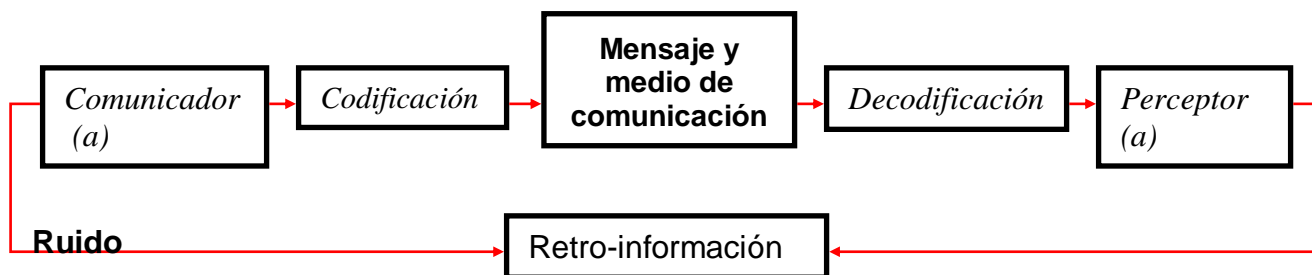 Comunicador
(a)
Codificación
Mensaje y
medio de
comunicación
Decodificación
Perceptor
(a)
Ruido
Retro-información